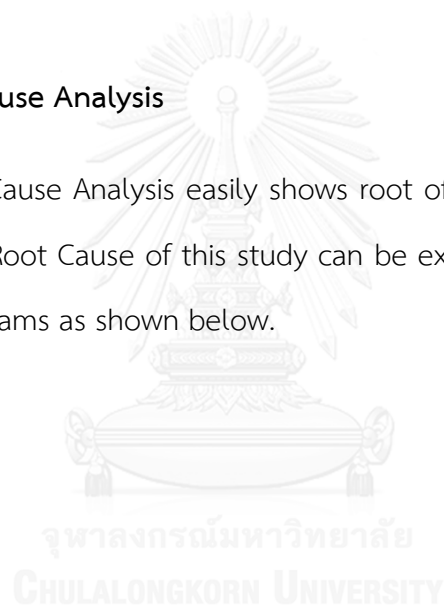 use Analysis
Cause Analysis easily shows root of
Root Cause of this study can be ex
ams as shown below.
จุฬาลงกรณ์มหาวิทยาลัย
CHULALONGKORN UNIVERSITY